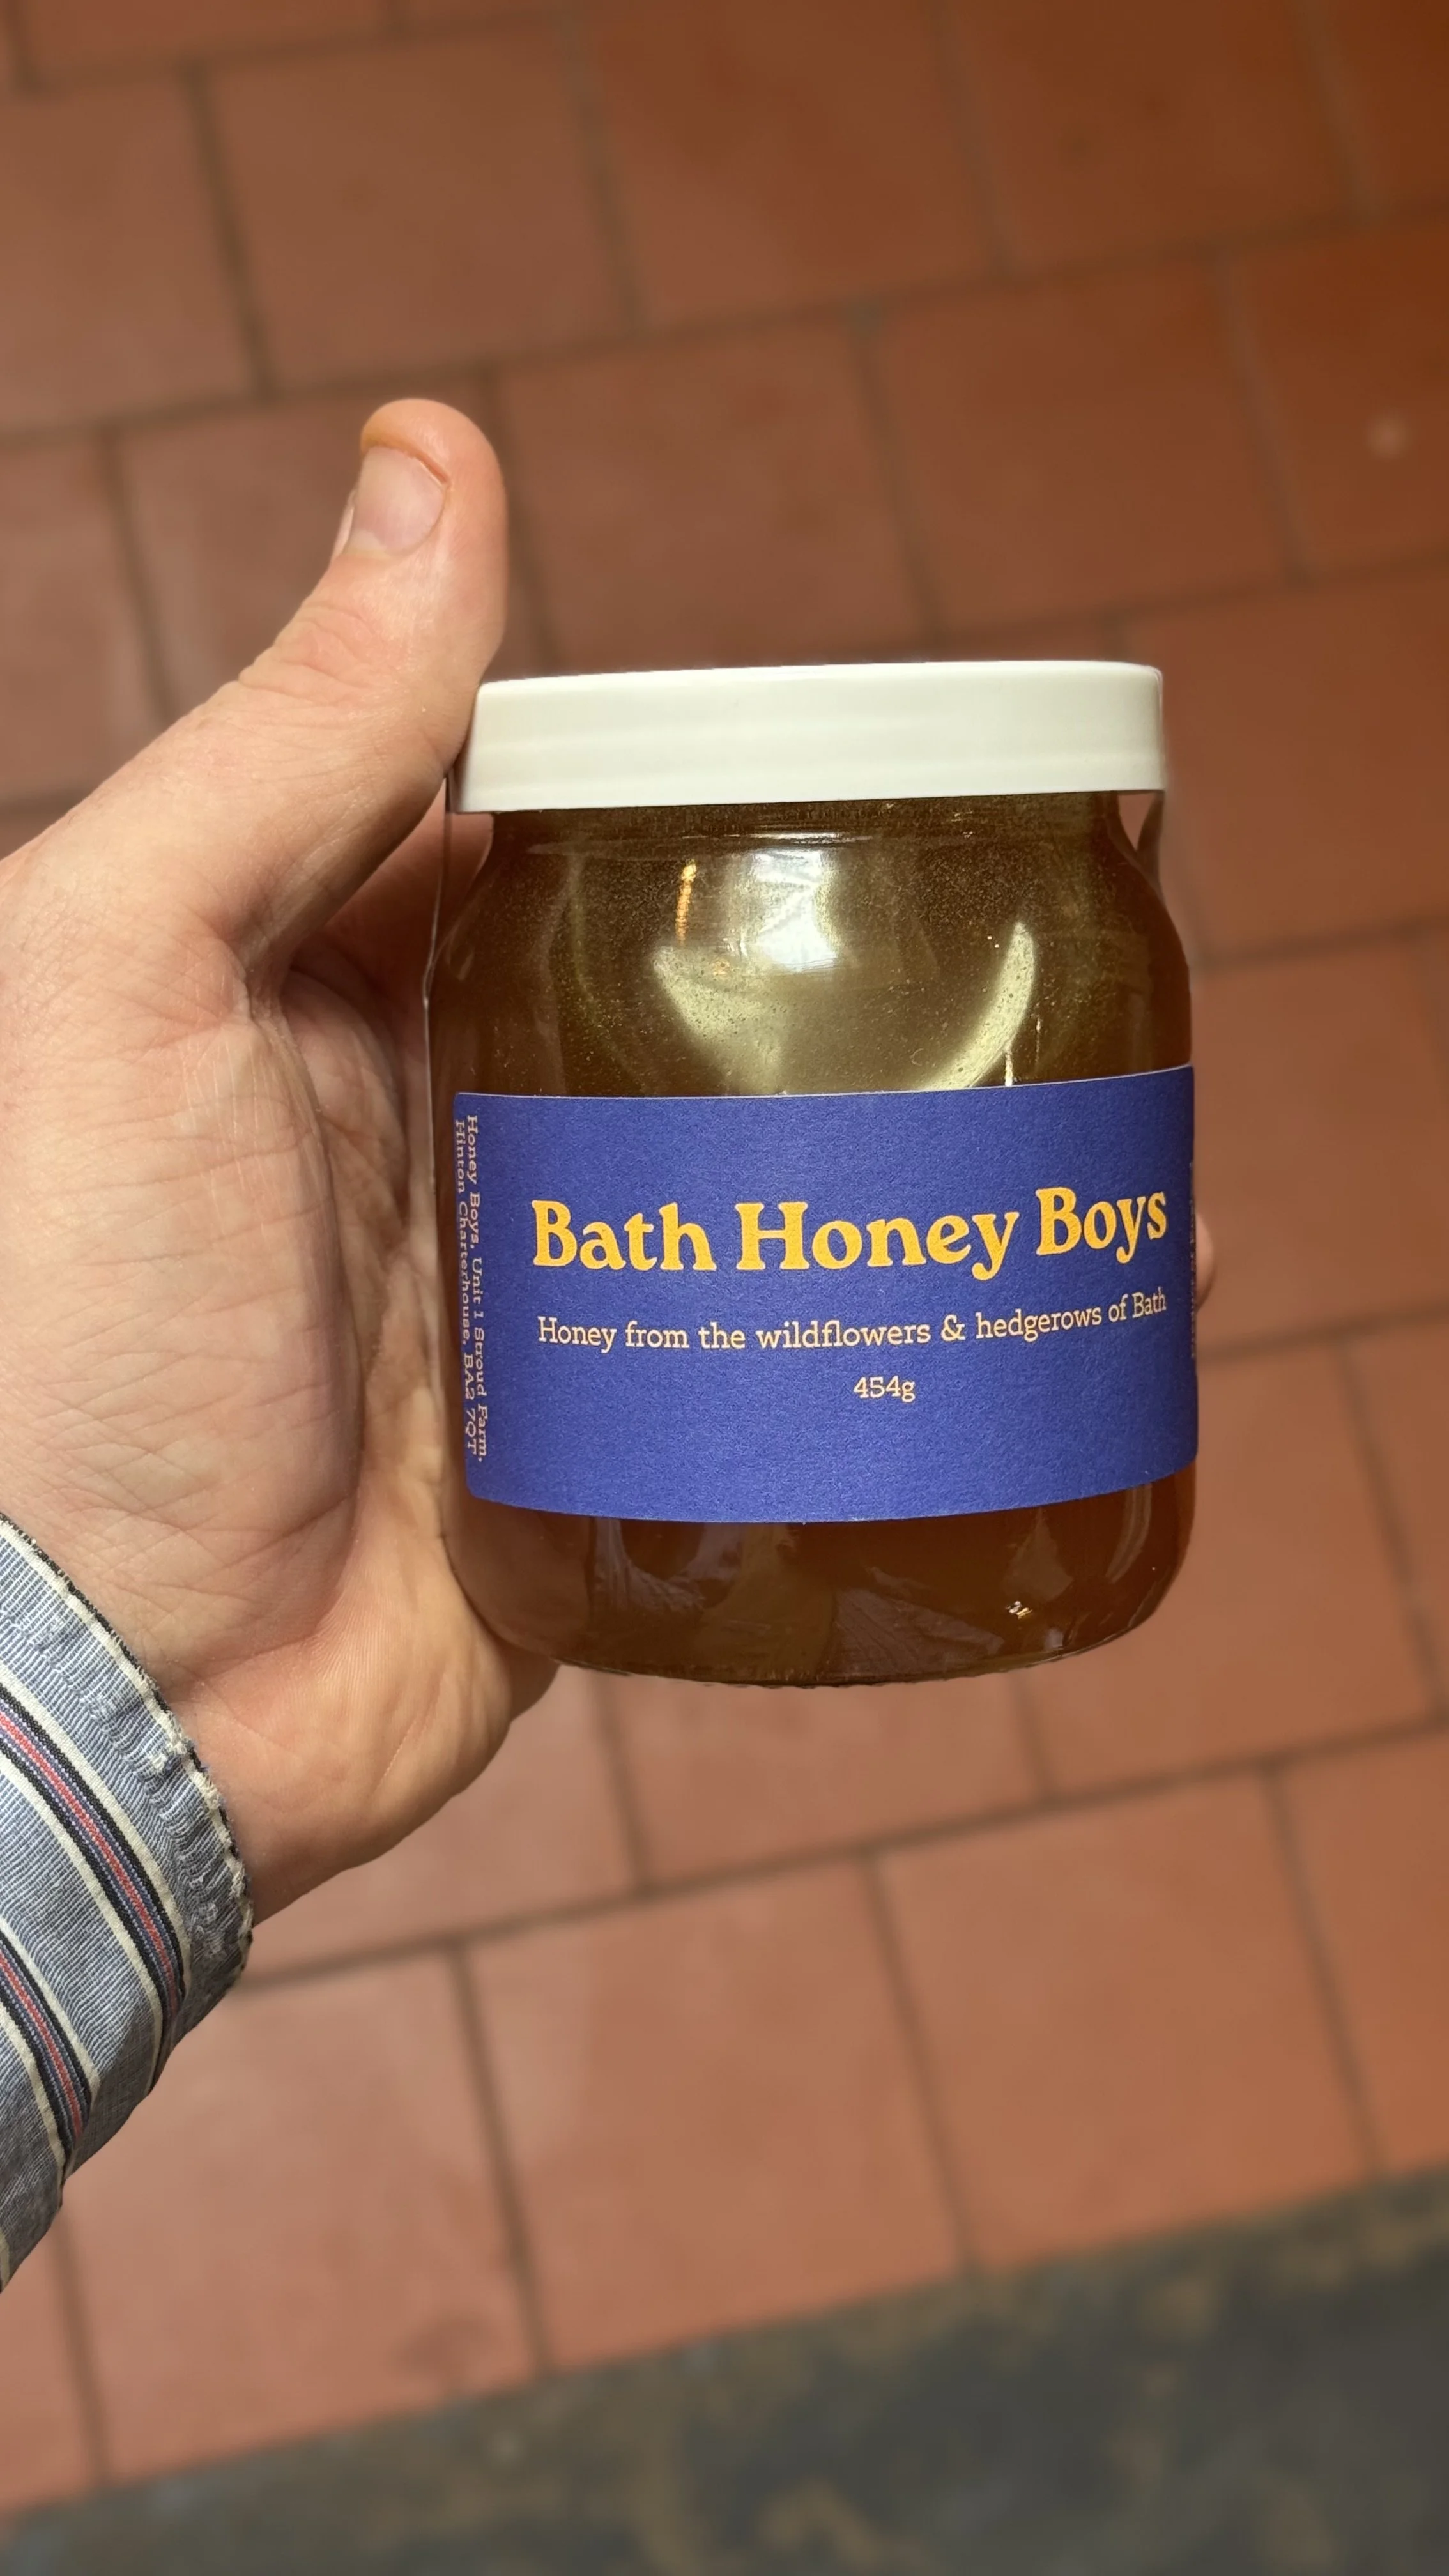 Bath Honey Boys
Honey from the wildflowers & hedgerows of Bath
454g
Honey Boys, Unit 1 Stroud Farm,
Hinton Charterhouse, BA2 7QT